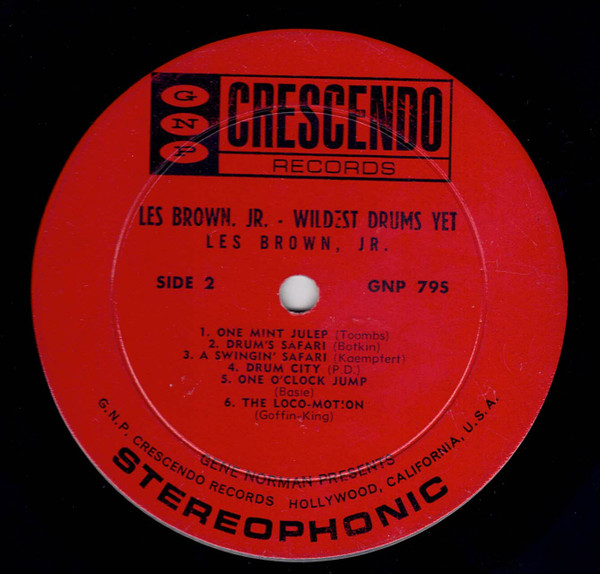 GNP
CRESCENDO
RECORDS
LES BROWN, JR. - WILDEST DRUMS YET
LES BROWN, JR.
SIDE 2
GNP 795
1. ONE MINT JULEP (Toombs)
2. DRUM'S SAFARI (Botkin)
3. A SWINGIN' SAFARI (Kaempfert)
4. DRUM CITY (P.D.)
5. ONE O'CLOCK JUMP
(Basie)
6. THE LOCO-MOTION
(Goffin-King)
GENE NORMAN PRESENTS
G.N.P. CRESCENDO RECORDS HOLLYWOOD, CALIFORNIA, U.S.A.
STEREOPHONIC